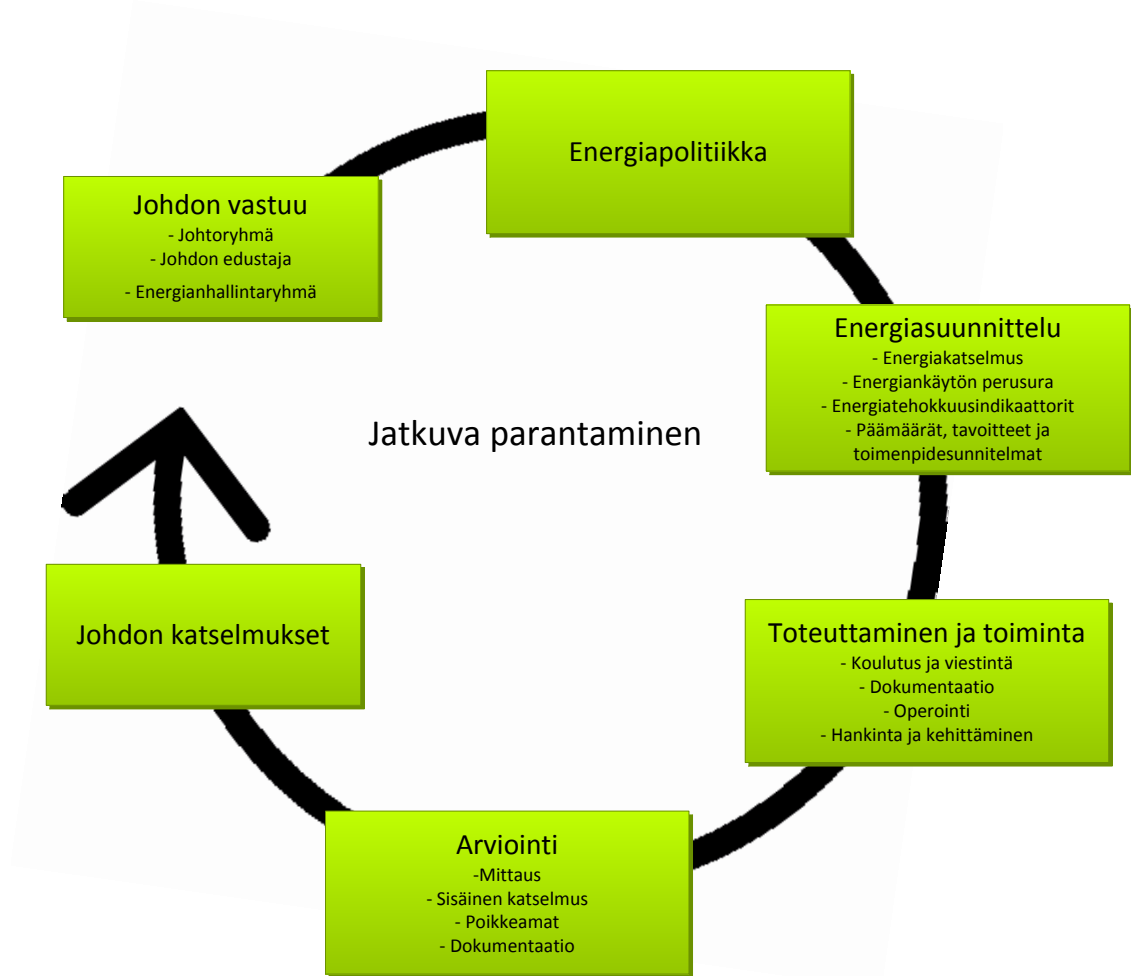 Energiapolitiikka
Johdon vastuu
- Johtoryhmä
- Johdon edustaja
- Energianhallintaryhmä
Energiasuunnittelu
- Energiakatselmus
- Energiankäytön perusura
- Energiatehokkuusindikaattorit
- Päämäärät, tavoitteet ja
toimenpidesunnitelmat
Jatkuva parantaminen
Johdon katselmukset
Toteuttaminen ja toiminta
- Koulutus ja viestintä
- Dokumentaatio
- Operointi
- Hankinta ja kehittäminen
Arviointi
-Mittaus
- Sisäinen katselmus
- Poikkeamat
- Dokumentaatio